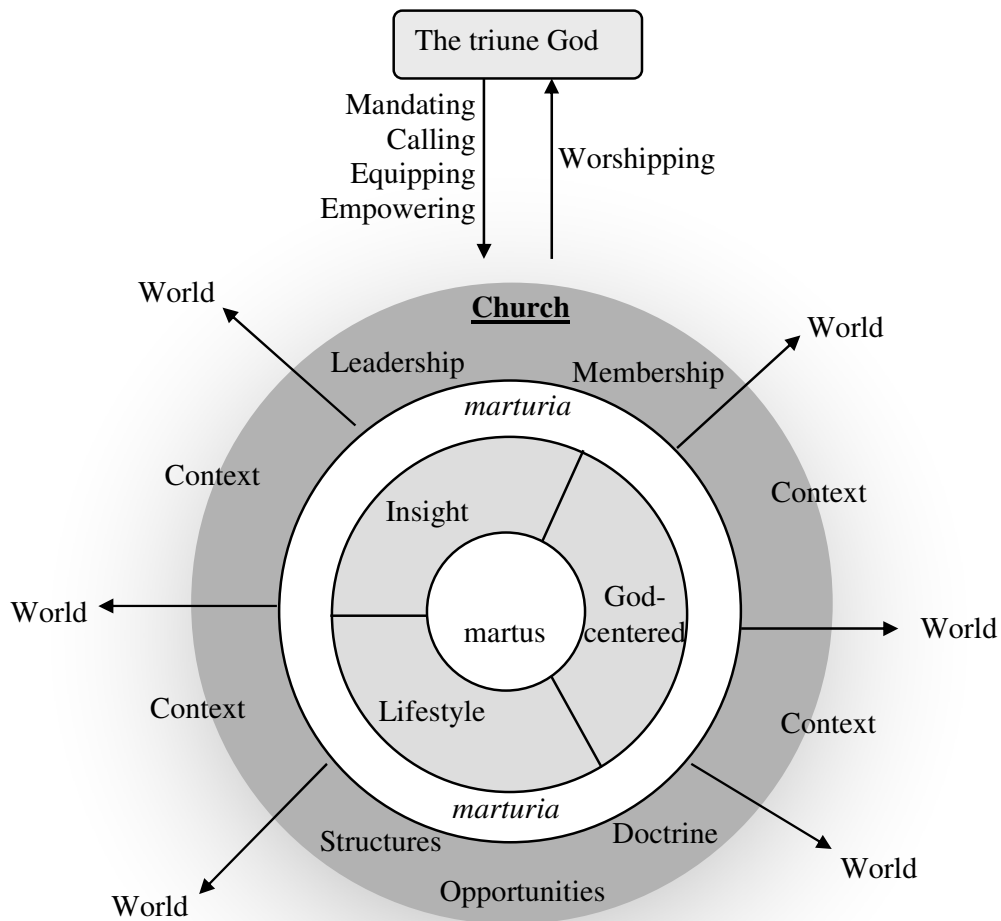 The triune God
Mandating
Calling
Equipping
Empowering
Worshipping
World
Church
World
Leadership
Membership
marturia
Context
Context
Insight
God-
centered
World
martus
World
Context
Lifestyle
Context
marturia
Structures
Doctrine
World
Opportunities
World